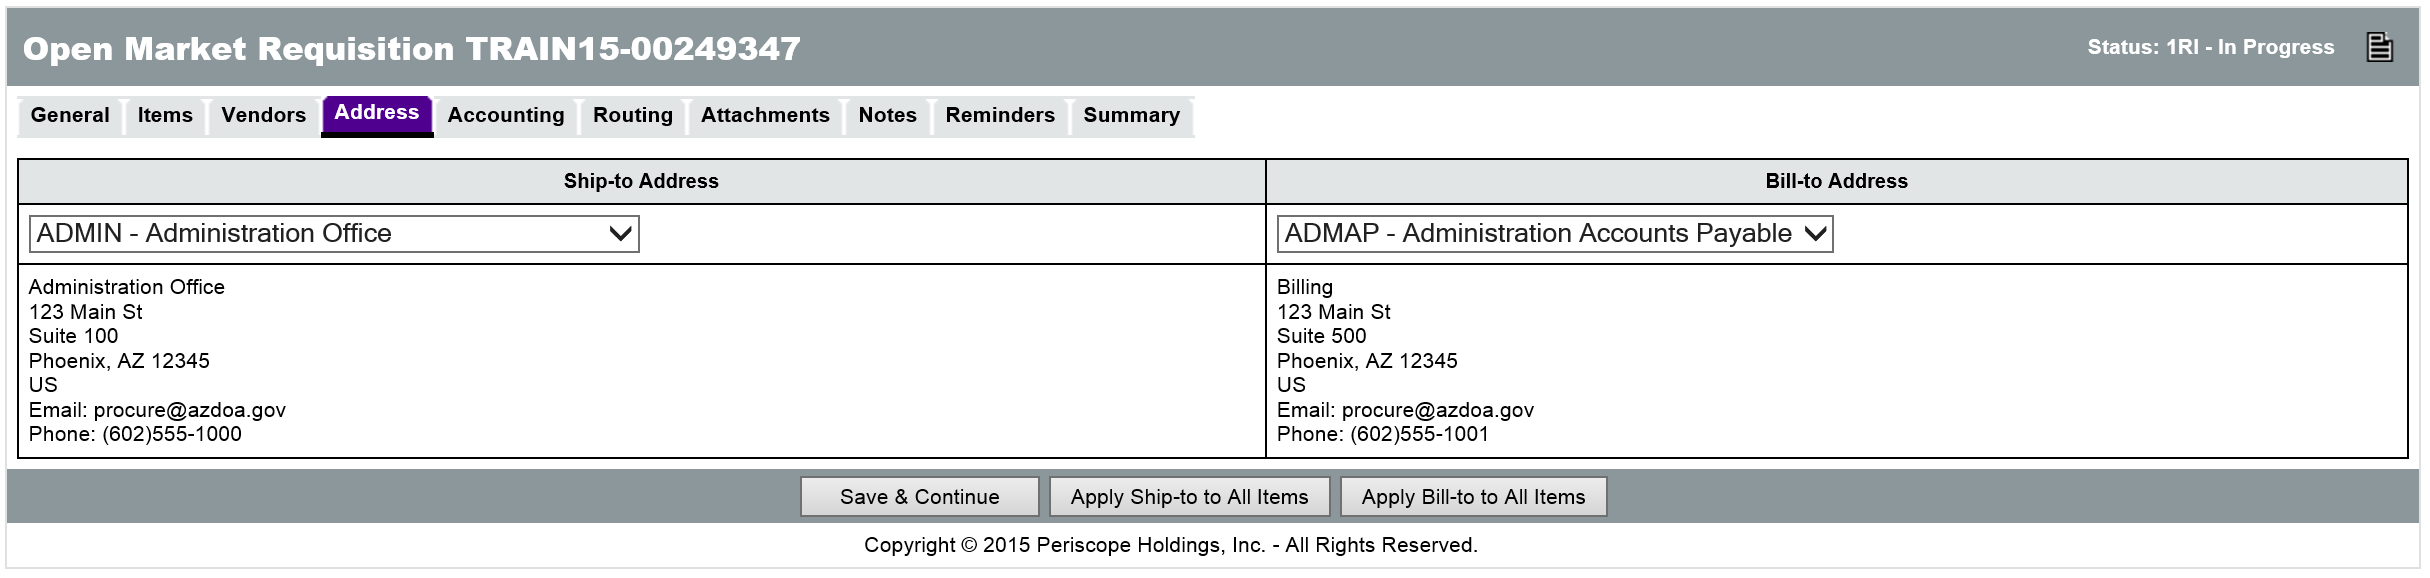 Open Market Requisition TRAIN15-00249347
Status: 1RI - In Progress
General Items Vendors Address Accounting Routing Attachments Notes Reminders Summary
Ship-to Address
Bill-to Address
ADMIN - Administration Office
ADMAP - Administration Accounts Payable
Administration Office
123 Main St
Suite 100
Phoenix, AZ 12345
US
Email: procure@azdoa.gov
Phone: (602)555-1000
Billing
123 Main St
Suite 500
Phoenix, AZ 12345
US
Email: procure@azdoa.gov
Phone: (602)555-1001
Save & Continue
Apply Ship-to to All Items
Apply Bill-to to All Items
Copyright © 2015 Periscope Holdings, Inc. - All Rights Reserved.